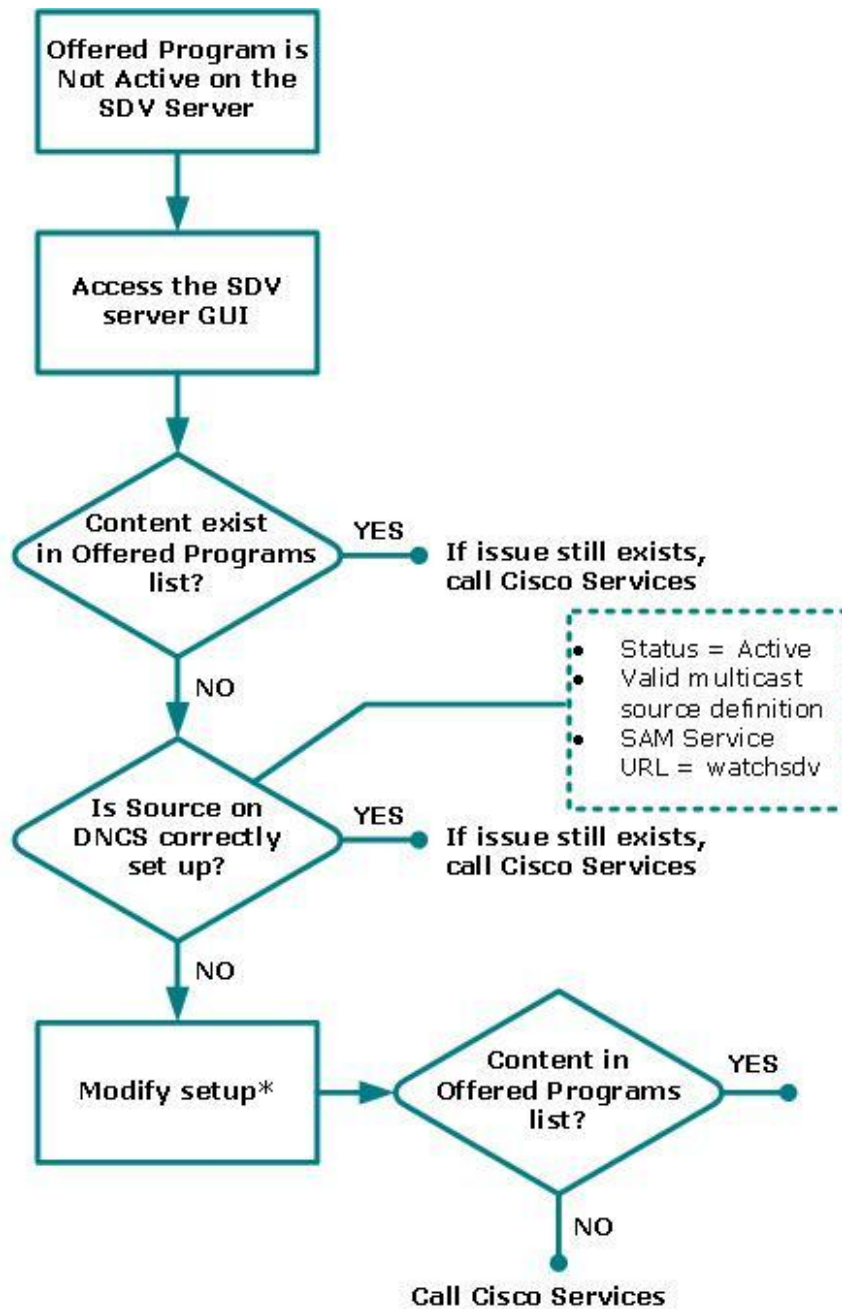 Offered Program is
Not Active on the
SDV Server
Access the SDV
server GUI
Content exist
in Offered Programs
list?
YES
If issue still exists,
call Cisco Services
NO
• Status = Active
• Valid multicast
source definition
• SAM Service
URL = watchsdv
Is Source on
DNCS correctly
set up?
YES
If issue still exists,
call Cisco Services
NO
Modify setup*
Content in
Offered Programs
list?
YES
NO
Call Cisco Services